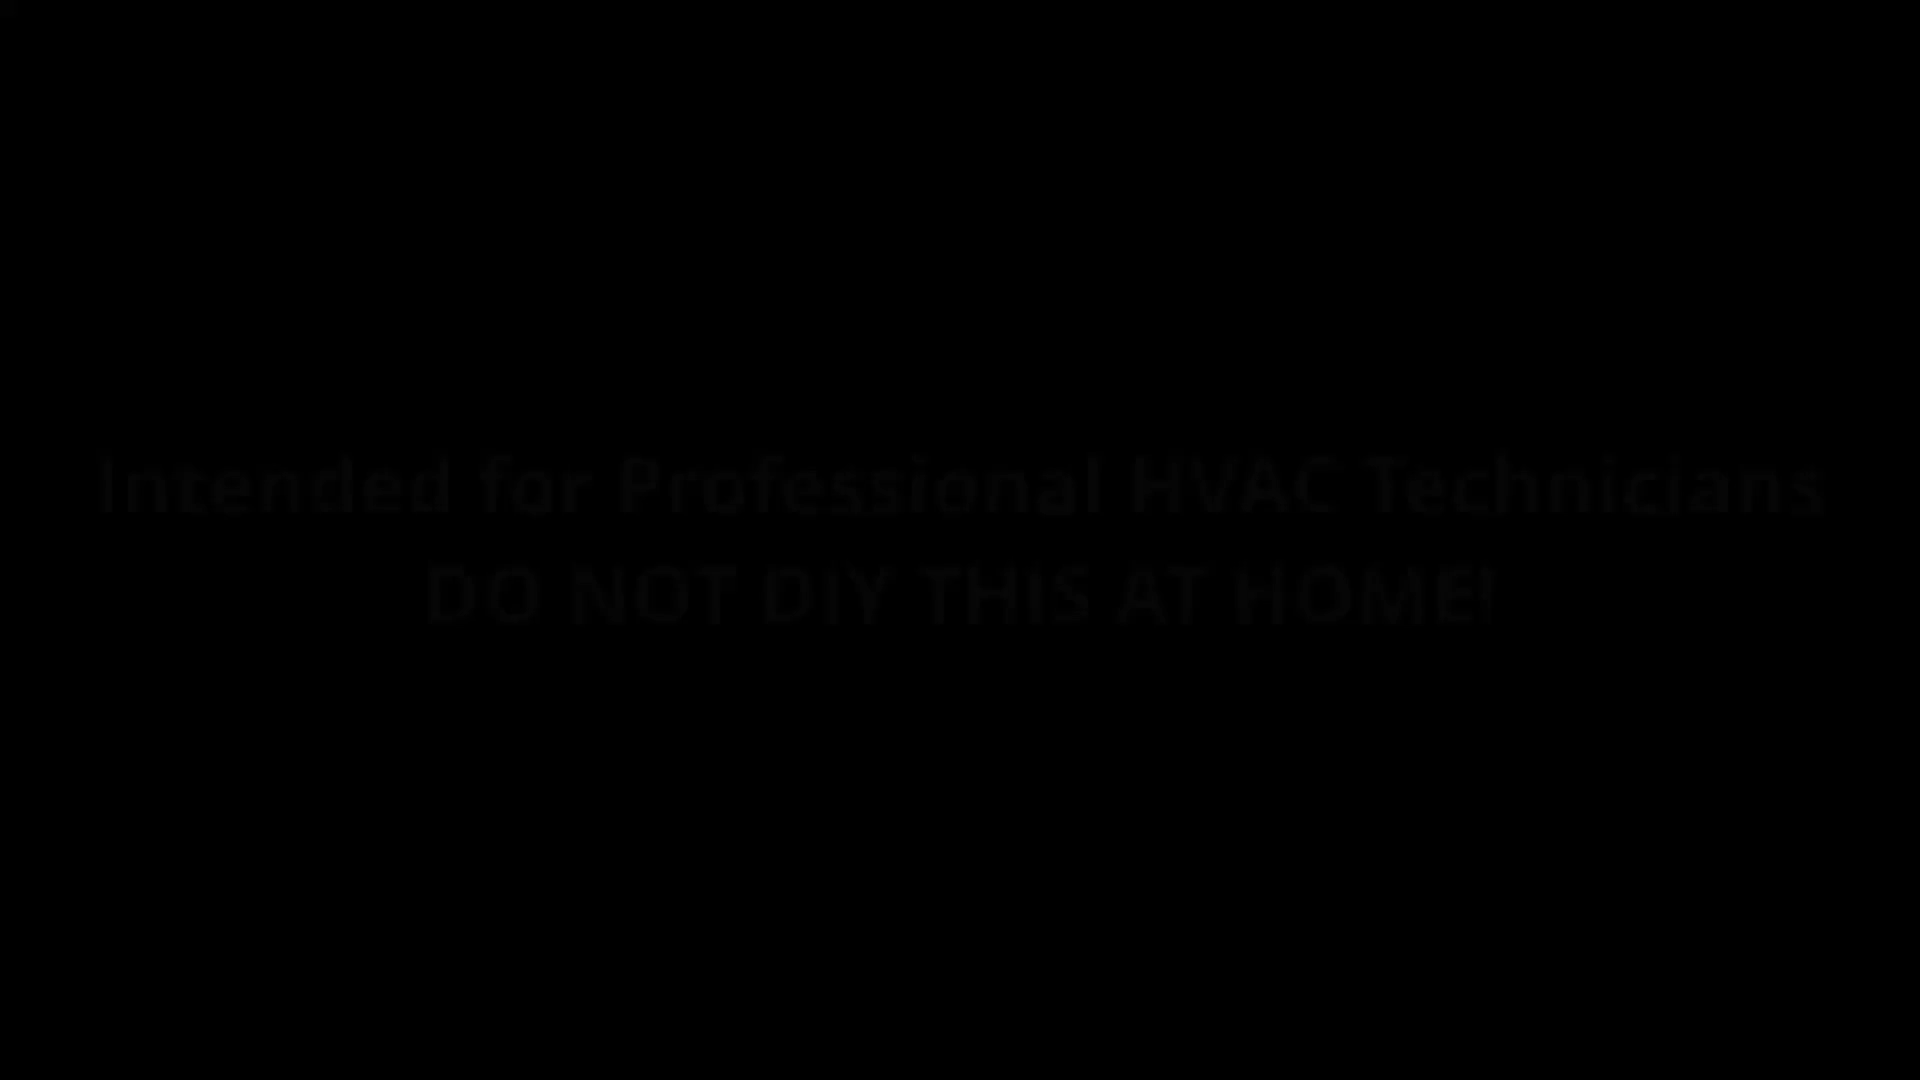 Intended for Professional HVAC Technicians
DO NOT DIY THIS AT HOME!